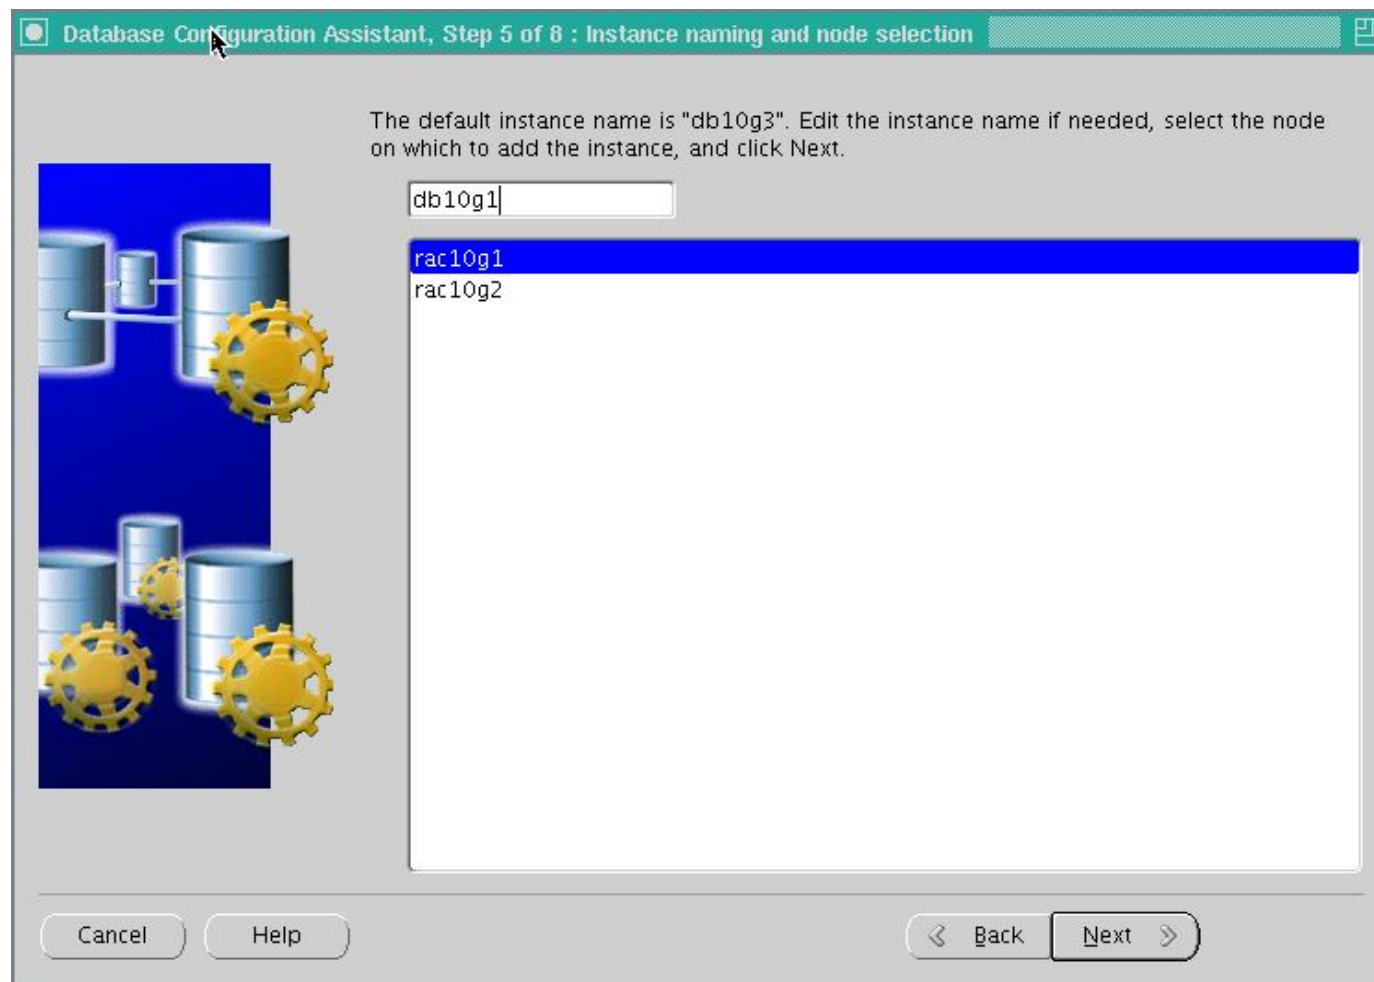 Database Configuration Assistant, Step 5 of 8 : Instance naming and node selection
The default instance name is "db10g3". Edit the instance name if needed, select the node
on which to add the instance, and click Next.
db10g1
rac10g1
rac10g2
Cancel Help Back Next